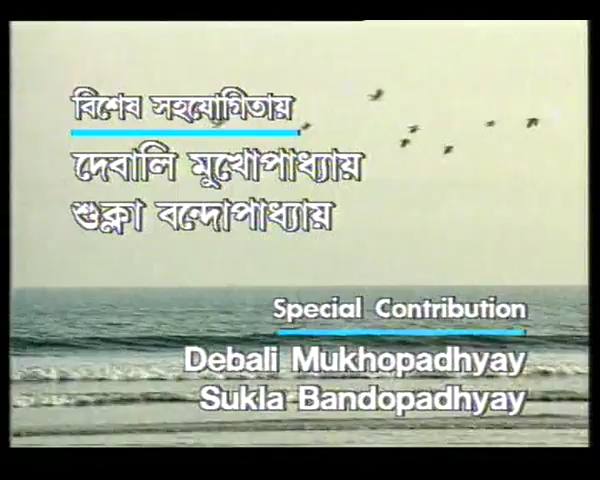 বিশেষ সহযোগিতায়
দেবালি মুখোপাধ্যায়
শুক্লা বন্দোপাধ্যায়
Special Contribution
Debali Mukhopadhyay
Sukla Bandopadhyay